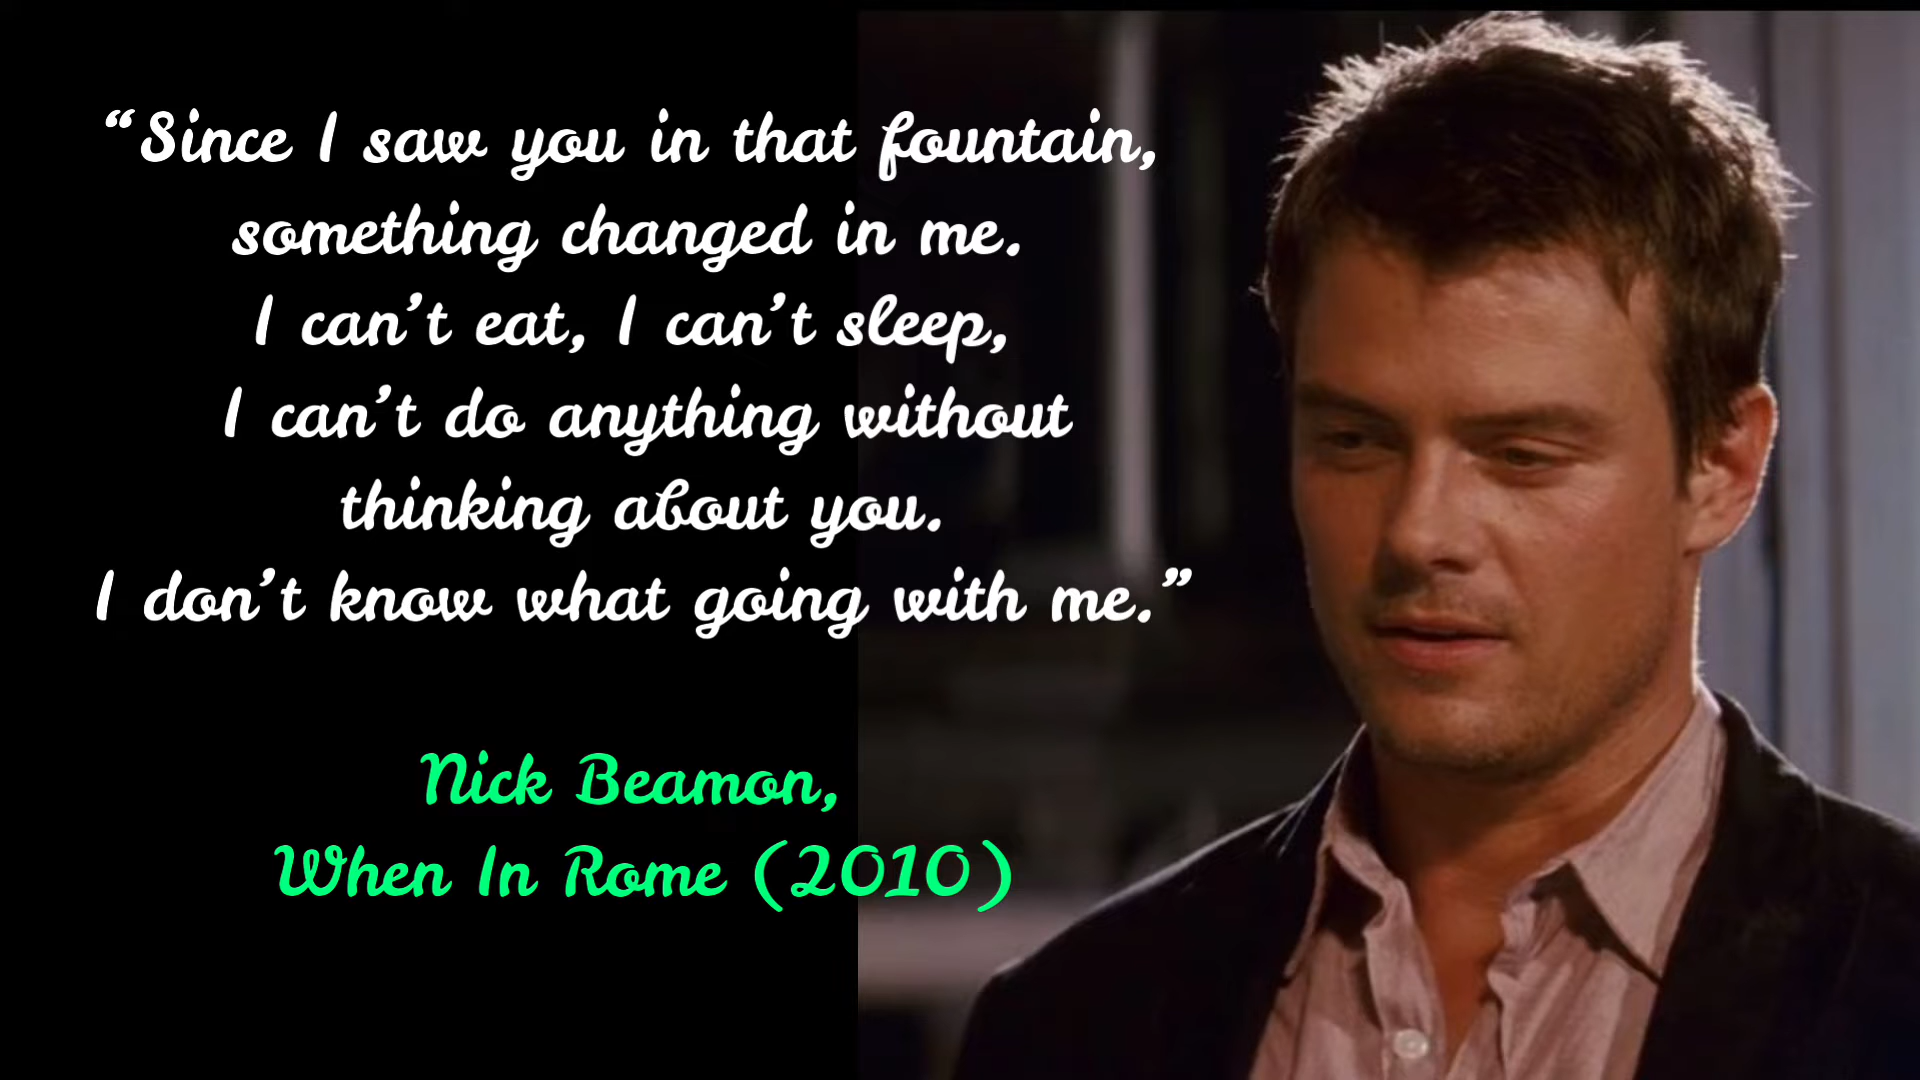 “Since I saw you in that fountain,
something changed in me.
I can’t eat, I can’t sleep,
I can’t do anything without
thinking about you.
I don’t know what going with me.”
Nick Beamon,
When In Rome (2010)